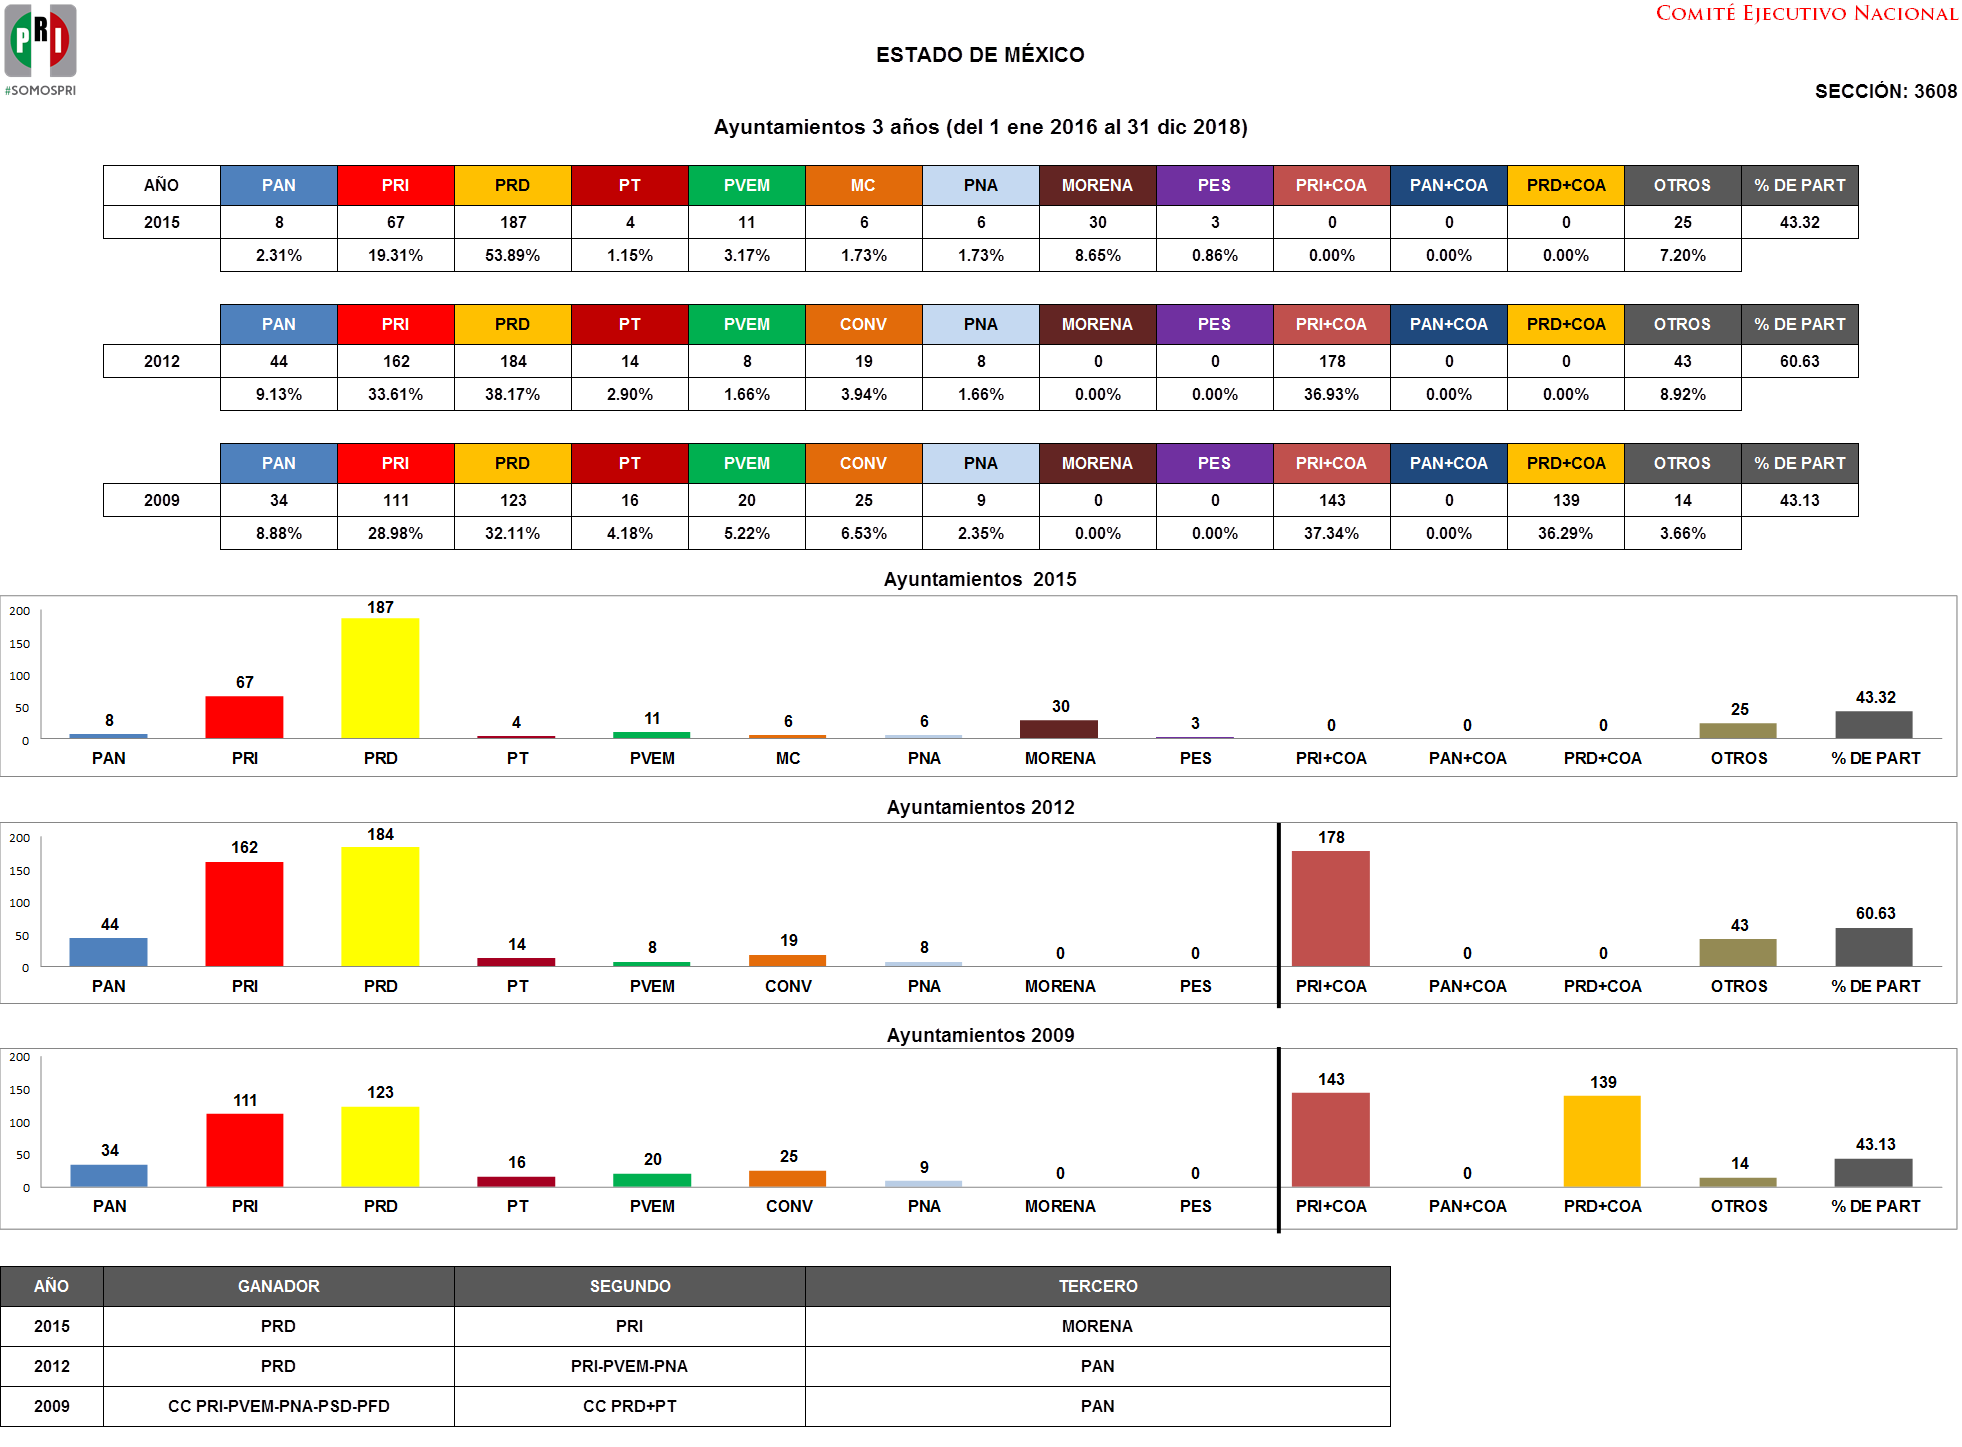 PRI
#SOMOSPRI
COMITÉ EJECUTIVO NACIONAL
ESTADO DE MÉXICO
SECCIÓN: 3608
Ayuntamientos 3 años (del 1 ene 2016 al 31 dic 2018)
AÑO PAN PRI PRD PT PVEM MC PNA MORENA PES PRI+COA PAN+COA PRD+COA OTROS % DE PART
2015 8 67 187 4 11 6 6 30 3 0 0 0 25 43.32
2.31% 19.31% 53.89% 1.15% 3.17% 1.73% 1.73% 8.65% 0.86% 0.00% 0.00% 0.00% 7.20%
PAN PRI PRD PT PVEM CONV PNA MORENA PES PRI+COA PAN+COA PRD+COA OTROS % DE PART
2012 44 162 184 14 8 19 8 0 0 178 0 0 43 60.63
9.13% 33.61% 38.17% 2.90% 1.66% 3.94% 1.66% 0.00% 0.00% 36.93% 0.00% 0.00% 8.92%
PAN PRI PRD PT PVEM CONV PNA MORENA PES PRI+COA PAN+COA PRD+COA OTROS % DE PART
2009 34 111 123 16 20 25 9 0 0 143 0 139 14 43.13
8.88% 28.98% 32.11% 4.18% 5.22% 6.53% 2.35% 0.00% 0.00% 37.34% 0.00% 36.29% 3.66%
Ayuntamientos 2015
200
150
100
50
0
8 67 187 4 11 6 6 30 3 0 0 0 25 43.32
PAN PRI PRD PT PVEM MC PNA MORENA PES PRI+COA PAN+COA PRD+COA OTROS % DE PART
Ayuntamientos 2012
200
150
100
50
0
44 162 184 14 8 19 8 0 0 178 0 0 43 60.63
PAN PRI PRD PT PVEM CONV PNA MORENA PES PRI+COA PAN+COA PRD+COA OTROS % DE PART
Ayuntamientos 2009
200
150
100
50
0
34 111 123 16 20 25 9 0 0 143 0 139 14 43.13
PAN PRI PRD PT PVEM CONV PNA MORENA PES PRI+COA PAN+COA PRD+COA OTROS % DE PART
AÑO GANADOR SEGUNDO TERCERO
2015 PRD PRI MORENA
2012 PRD PRI-PVEM-PNA PAN
2009 CC PRI-PVEM-PNA-PSD-PFD CC PRD+PT PAN